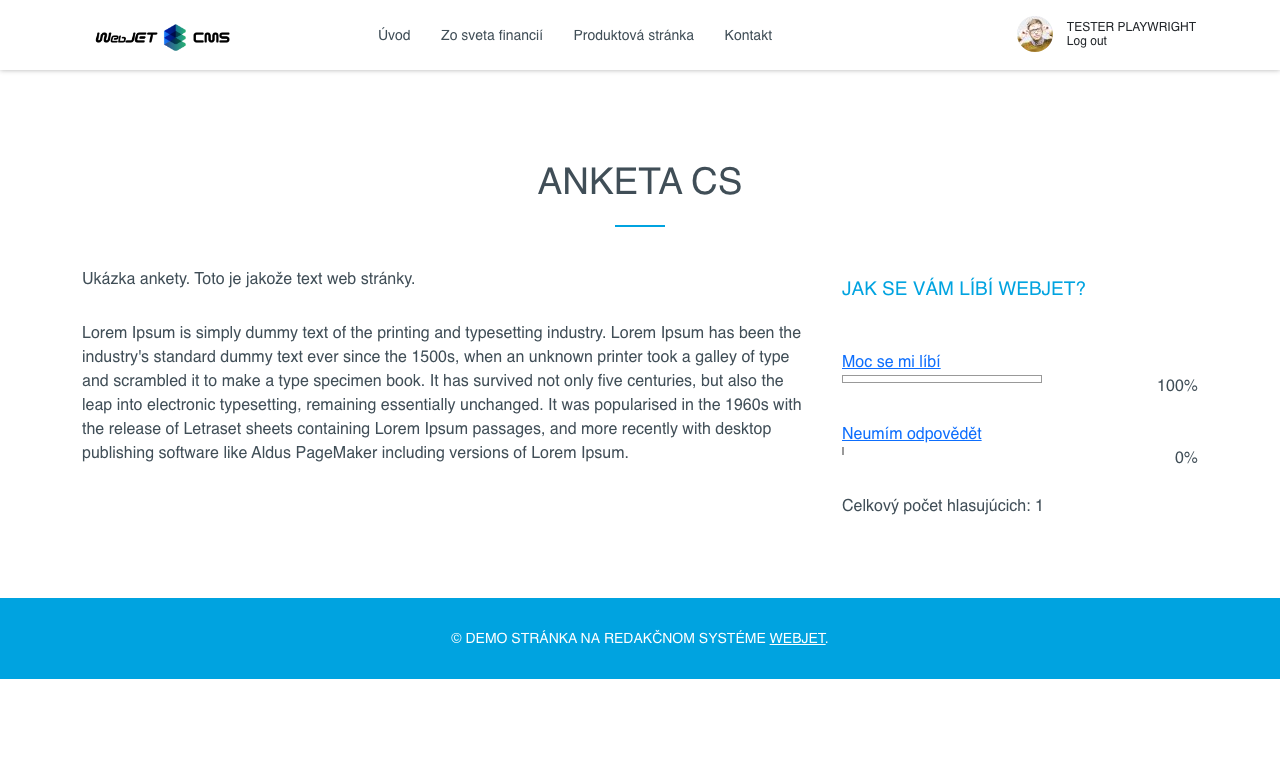 WebJET CMS
Úvod
Zo sveta financií
Produktová stránka
Kontakt
TESTER PLAYWRIGHT
Log out
ANKETA CS
Ukázka ankety. Toto je jakože text web stránky.
Lorem Ipsum is simply dummy text of the printing and typesetting industry. Lorem Ipsum has been the
industry's standard dummy text ever since the 1500s, when an unknown printer took a galley of type
and scrambled it to make a type specimen book. It has survived not only five centuries, but also the
leap into electronic typesetting, remaining essentially unchanged. It was popularised in the 1960s with
the release of Letraset sheets containing Lorem Ipsum passages, and more recently with desktop
publishing software like Aldus PageMaker including versions of Lorem Ipsum.
JAK SE VÁM LÍBÍ WEBJET?
Moc se mi líbí
100%
Neumím odpovědět
0%
Celkový počet hlasujúcich: 1
© DEMO STRÁNKA NA REDAKČNOM SYSTÉME WEBJET.